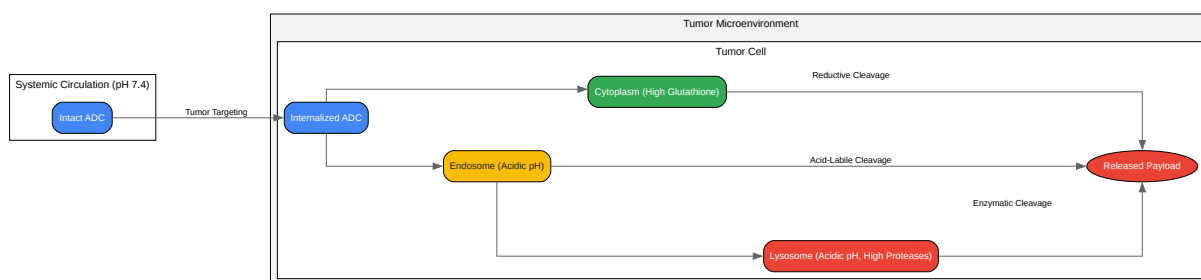 Tumor Microenvironment
Tumor Cell
Systemic Circulation (pH 7.4)
Intact ADC
Tumor Targeting
Internalized ADC
Cytoplasm (High Glutathione)
Reductive Cleavage
Endosome (Acidic pH)
Acid-Labile Cleavage
Released Payload
Enzymatic Cleavage
Lysosome (Acidic pH, High Proteases)